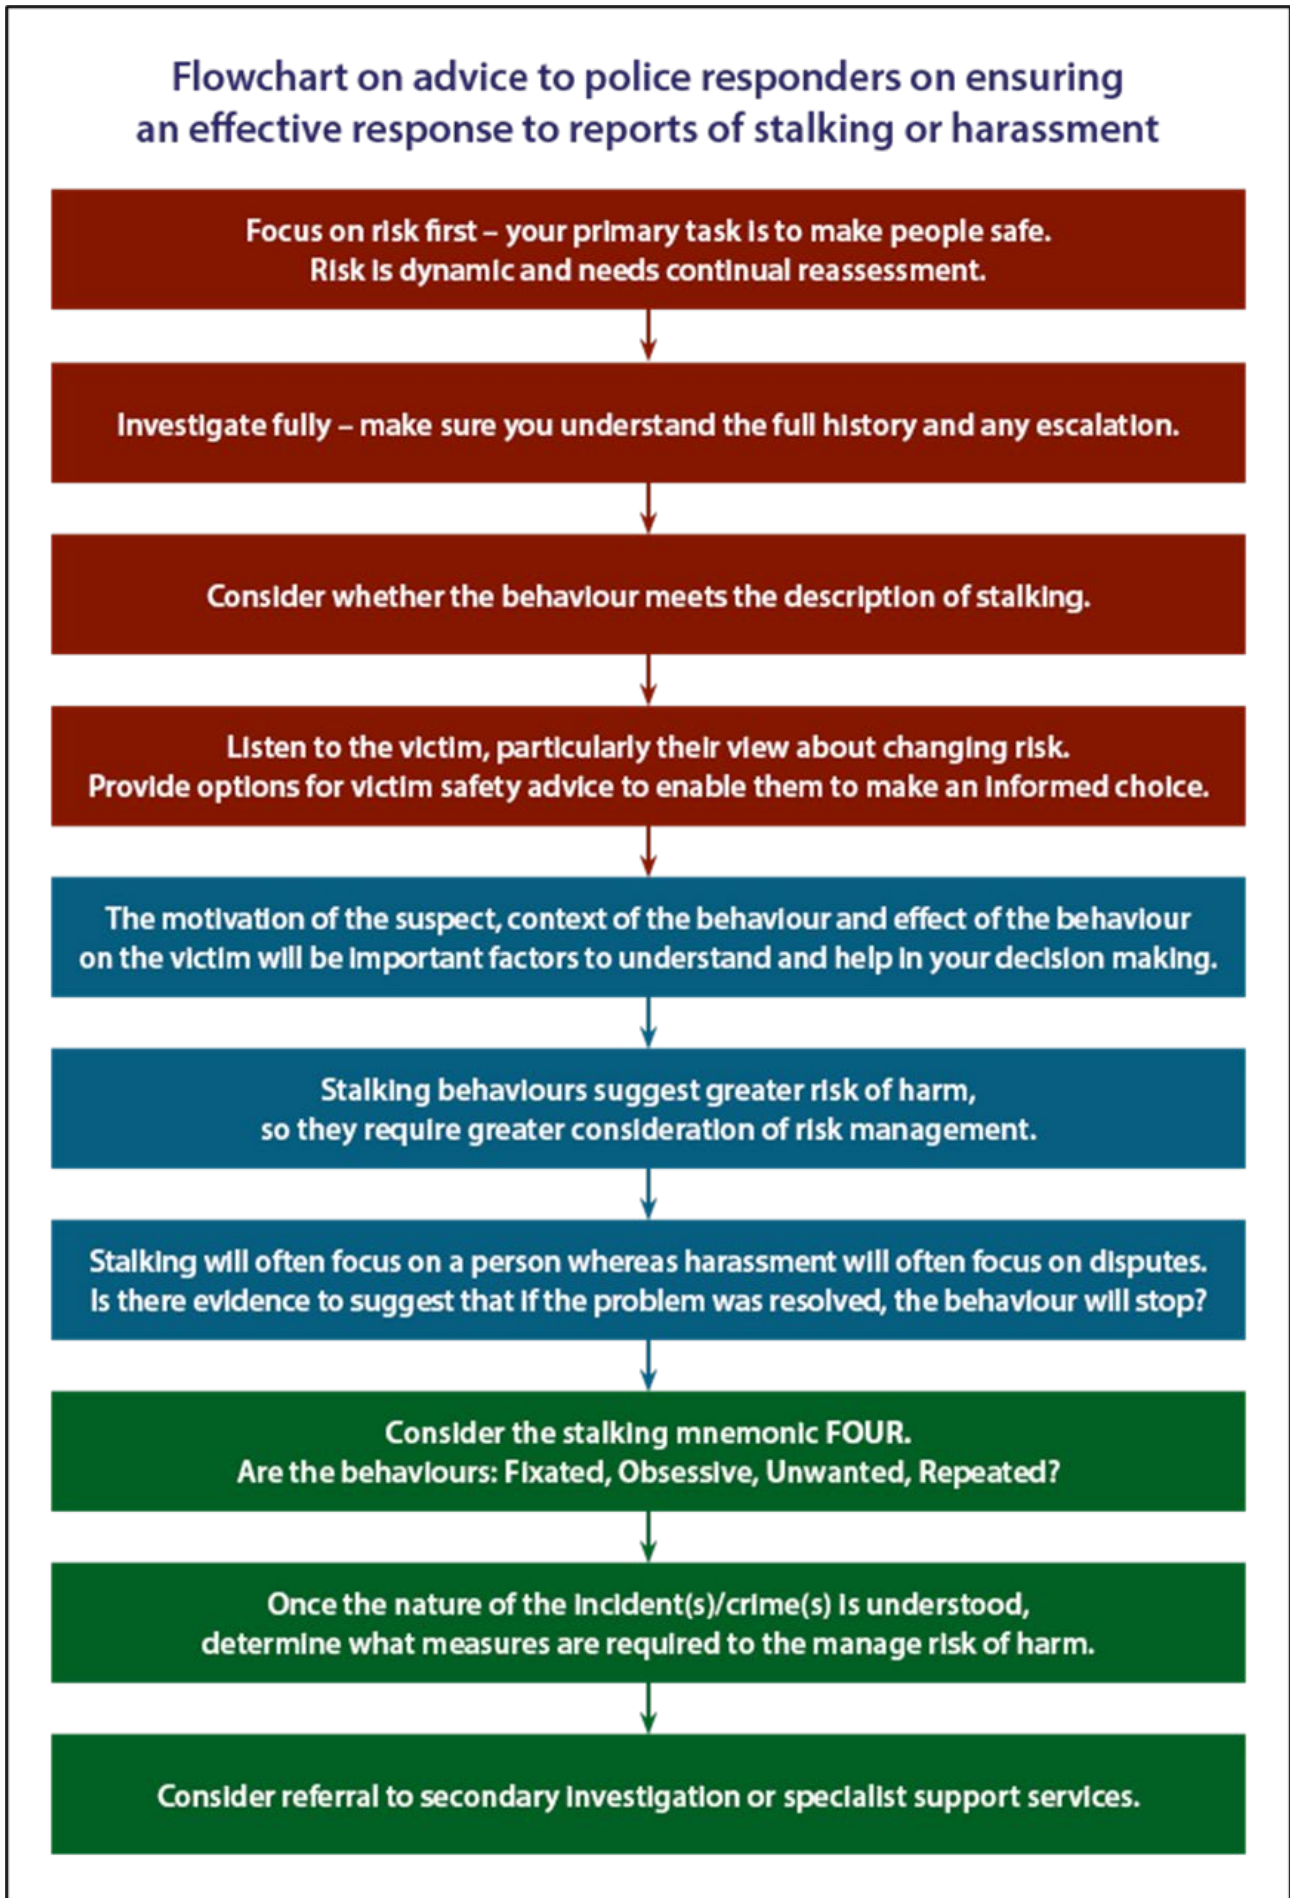 Flowchart on advice to police responders on ensuring
an effective response to reports of stalking or harassment
Focus on risk first – your primary task is to make people safe.
Risk is dynamic and needs continual reassessment.
Investigate fully – make sure you understand the full history and any escalation.
Consider whether the behaviour meets the description of stalking.
Listen to the victim, particularly their view about changing risk.
Provide options for victim safety advice to enable them to make an informed choice.
The motivation of the suspect, context of the behaviour and effect of the behaviour
on the victim will be important factors to understand and help in your decision making.
Stalking behaviours suggest greater risk of harm,
so they require greater consideration of risk management.
Stalking will often focus on a person whereas harassment will often focus on disputes.
Is there evidence to suggest that if the problem was resolved, the behaviour will stop?
Consider the stalking mnemonic FOUR.
Are the behaviours: Fixated, Obsessive, Unwanted, Repeated?
Once the nature of the incident(s)/crime(s) is understood,
determine what measures are required to the manage risk of harm.
Consider referral to secondary investigation or specialist support services.